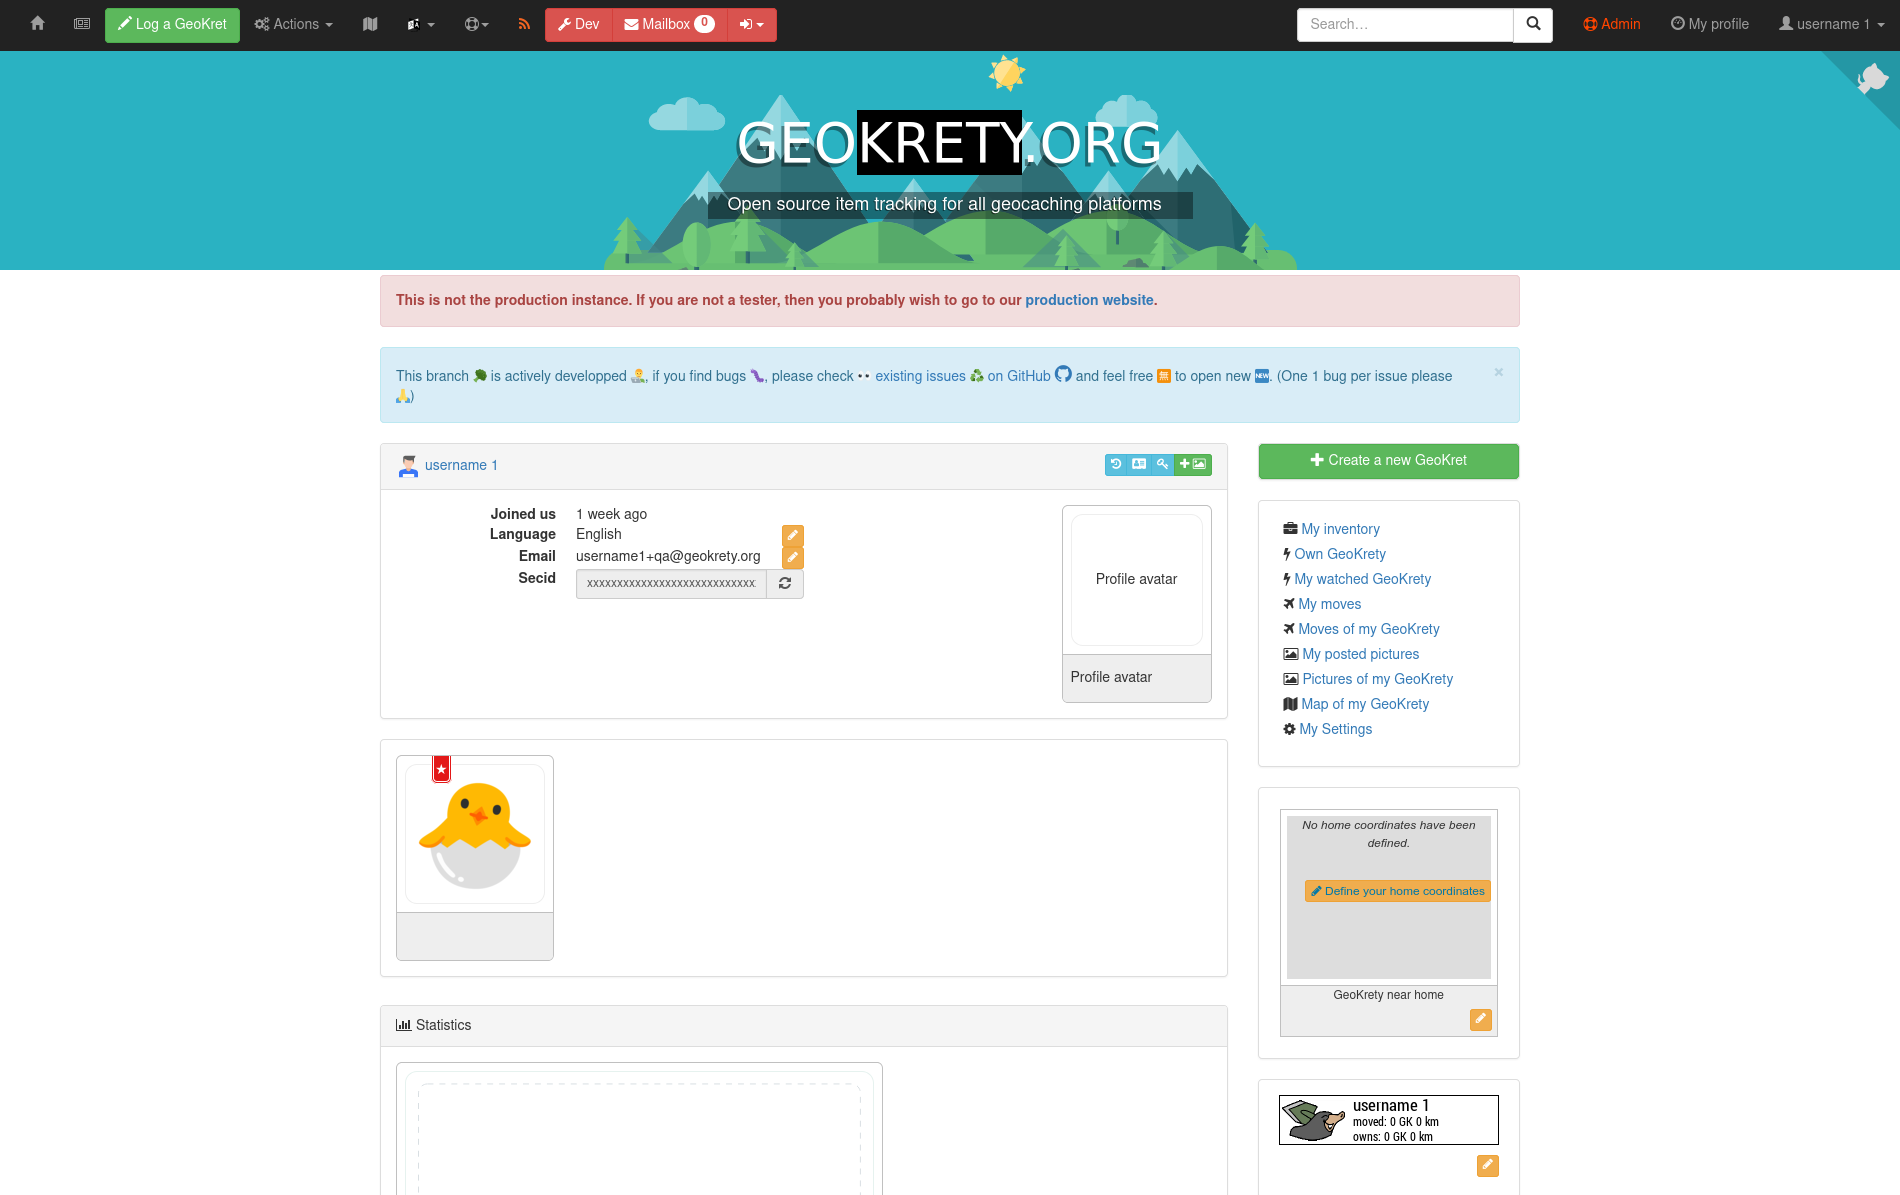 Log a GeoKret Actions Dev Mailbox 0 Search... Admin My profile username 1
GEOKRETY.ORG
Open source item tracking for all geocaching platforms
This is not the production instance. If you are not a tester, then you probably wish to go to our production website.
This branch is actively developped , if you find bugs , please check existing issues on GitHub and feel free to open new NEW. (One 1 bug per issue please
)
×
username 1
Joined us 1 week ago
Language English
Email username1+qa@geokrety.org
Secid xxxxxxxxxxxxxxxxxxxxxxxxxxxx
Profile avatar
Profile avatar
Statistics
Create a new GeoKret
My inventory
Own GeoKrety
My watched GeoKrety
My moves
Moves of my GeoKrety
My posted pictures
Pictures of my GeoKrety
Map of my GeoKrety
My Settings
No home coordinates have been
defined.
Define your home coordinates
GeoKrety near home
username 1
moved: 0 GK 0 km
owns: 0 GK 0 km